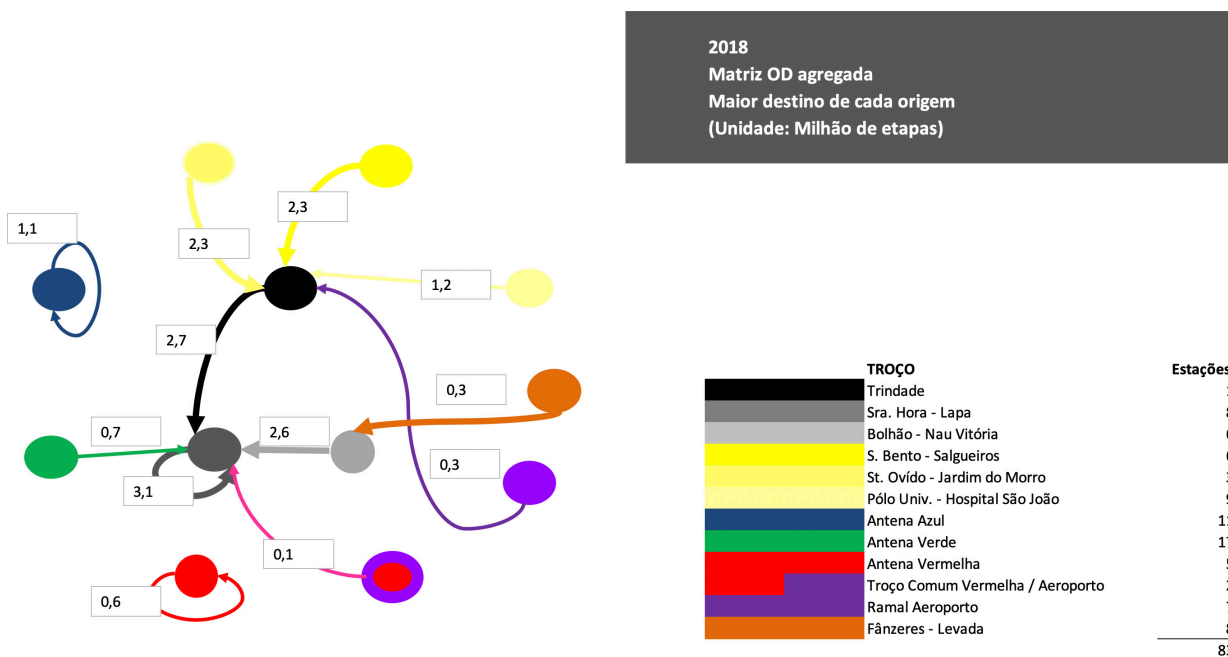 2018
Matriz OD agregada
Maior destino de cada origem
(Unidade: Milhão de etapas)
2,3
1,1
2,3
1,2
2,7
0,3
0,7
2,6
0,3
3,1
0,1
0,6
TROÇO Estações
Trindade
Sra. Hora - Lapa
Bolhão - Nau Vitória
S. Bento - Salgueiros
St. Ovído - Jardim do Morro
Pólo Univ. - Hospital São João
Antena Azul
Antena Verde
Antena Vermelha
Troço Comum Vermelha / Aeroporto
Ramal Aeroporto
Fânzeres - Levada